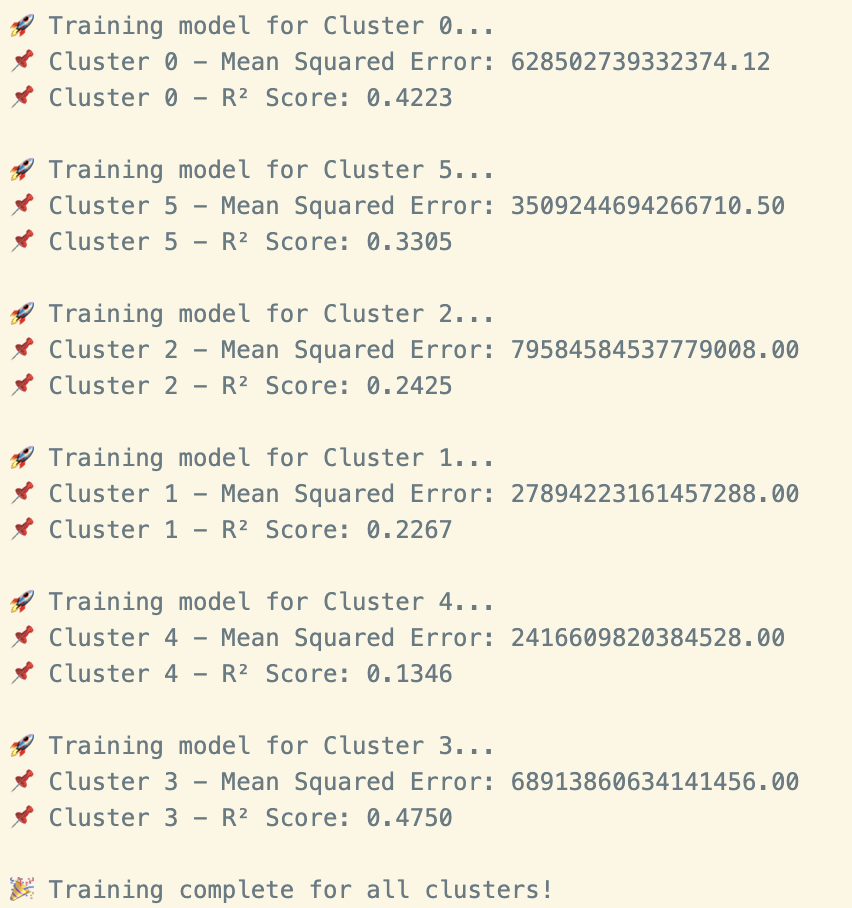 🚀 Training model for Cluster 0...
📌 Cluster 0 – Mean Squared Error: 628502739332374.12
📌 Cluster 0 – R² Score: 0.4223
🚀 Training model for Cluster 5...
📌 Cluster 5 – Mean Squared Error: 3509244694266710.50
📌 Cluster 5 – R² Score: 0.3305
🚀 Training model for Cluster 2...
📌 Cluster 2 – Mean Squared Error: 79584584537779008.00
📌 Cluster 2 – R² Score: 0.2425
🚀 Training model for Cluster 1...
📌 Cluster 1 – Mean Squared Error: 27894223161457288.00
📌 Cluster 1 – R² Score: 0.2267
🚀 Training model for Cluster 4...
📌 Cluster 4 – Mean Squared Error: 2416609820384528.00
📌 Cluster 4 – R² Score: 0.1346
🚀 Training model for Cluster 3...
📌 Cluster 3 – Mean Squared Error: 68913860634141456.00
📌 Cluster 3 – R² Score: 0.4750
🎉 Training complete for all clusters!